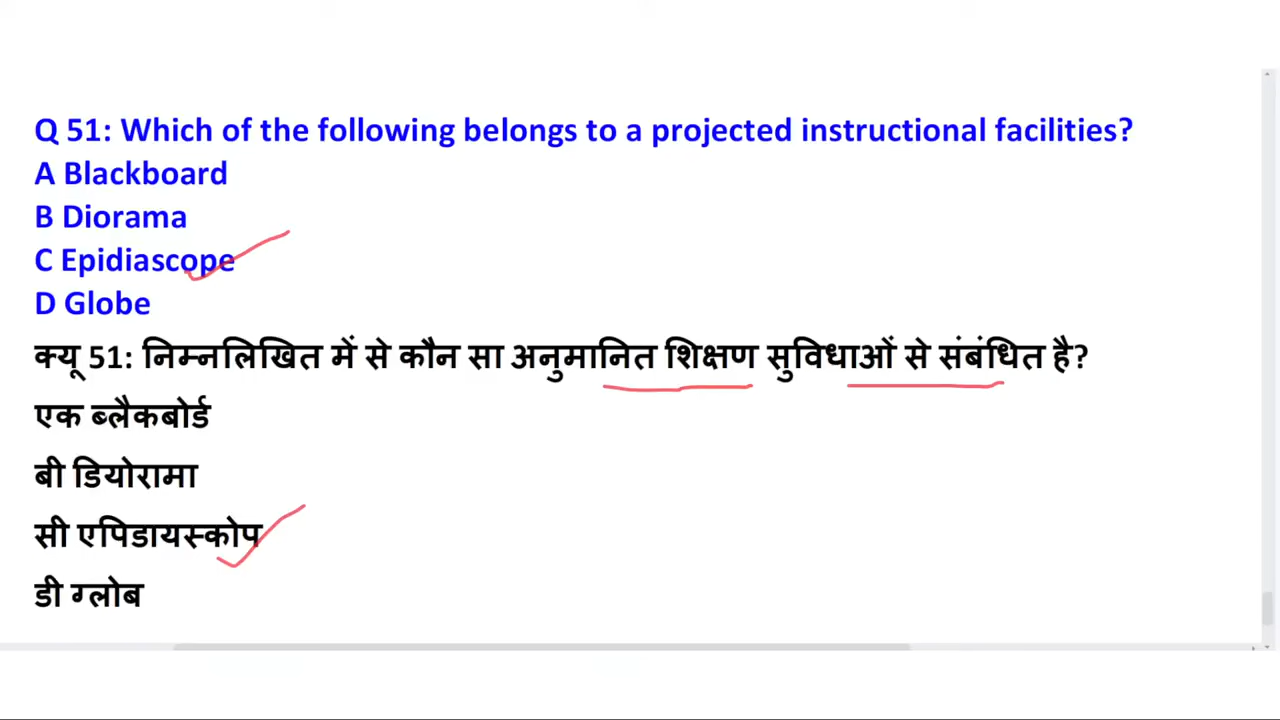 Q 51: Which of the following belongs to a projected instructional facilities?
A Blackboard
B Diorama
C Epidiascope
D Globe
क्यू 51: निम्नलिखित में से कौन सा अनुमानित शिक्षण सुविधाओं से संबंधित है?
एक ब्लैकबोर्ड
बी डियोरामा
सी एपिडायस्कोप
डी ग्लोब